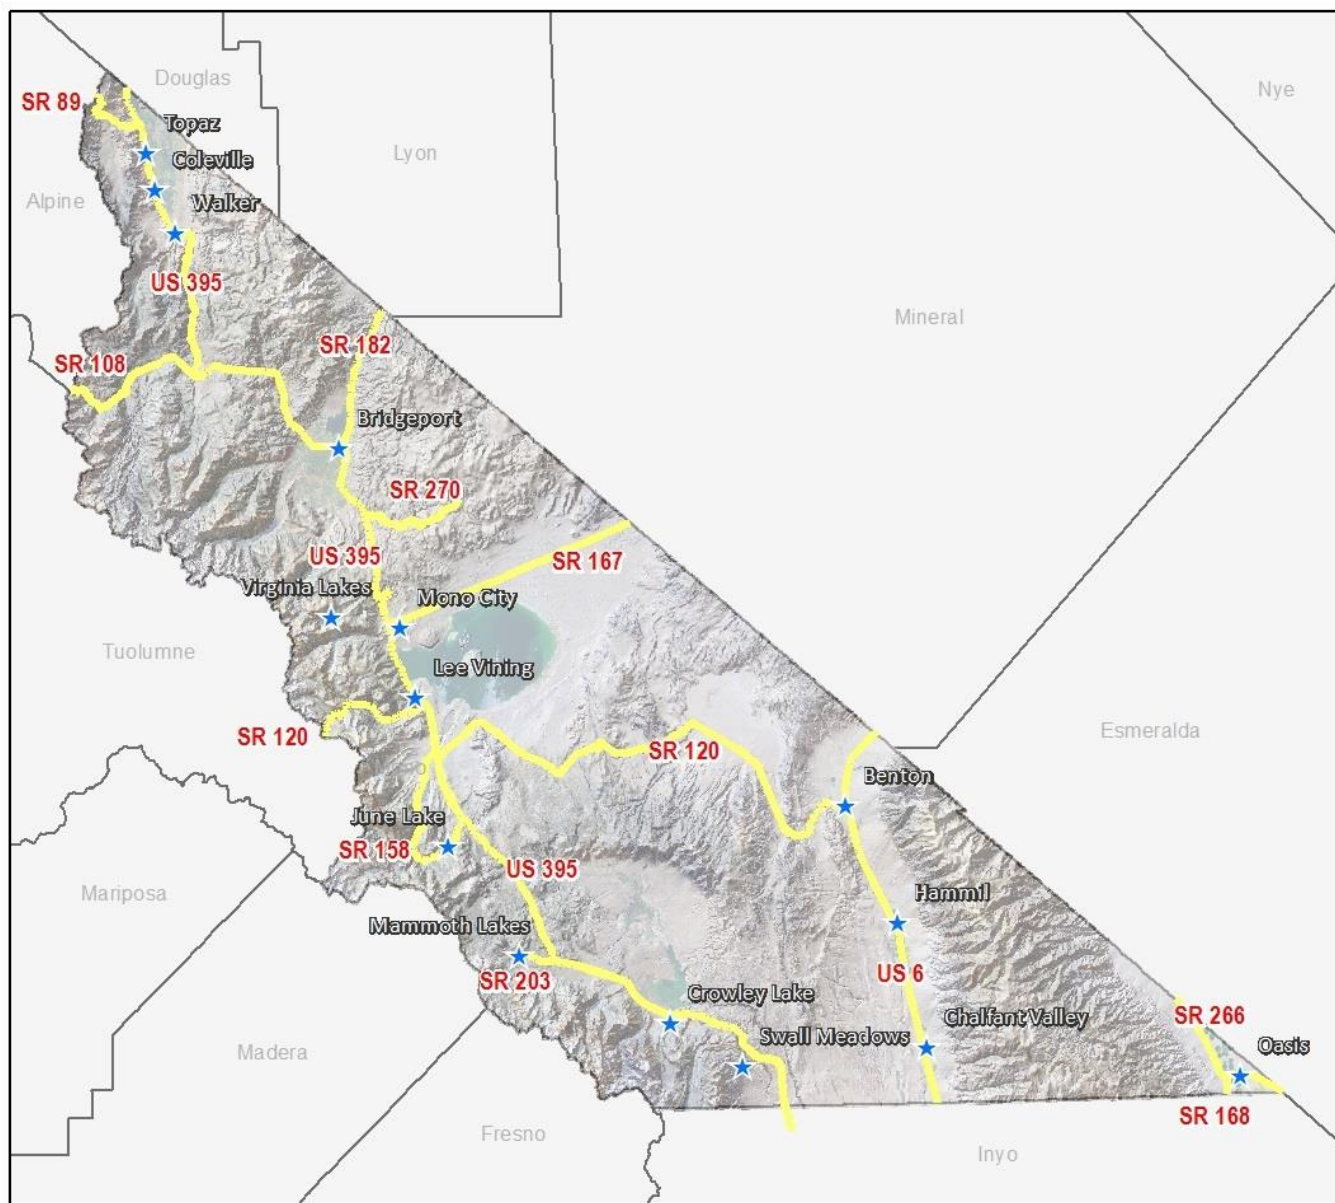 Douglas
Nye
SR 89
Topaz
Lyon
Coleville
Alpine
Walker
US 395
Mineral
SR 182
SR 108
Bridgeport
SR 270
US 395
SR 167
Virginia Lakes
Mono City
Tuolumne
Lee Vining
SR 120
Esmeralda
SR 120
Benton
June Lake
SR 158
US 395
Mariposa
Hammil
Mammoth Lakes
SR 203
US 6
Crowley Lake
Chalfant Valley
SR 266
Swall Meadows
Oasis
Madera
SR 168
Fresno
Inyo